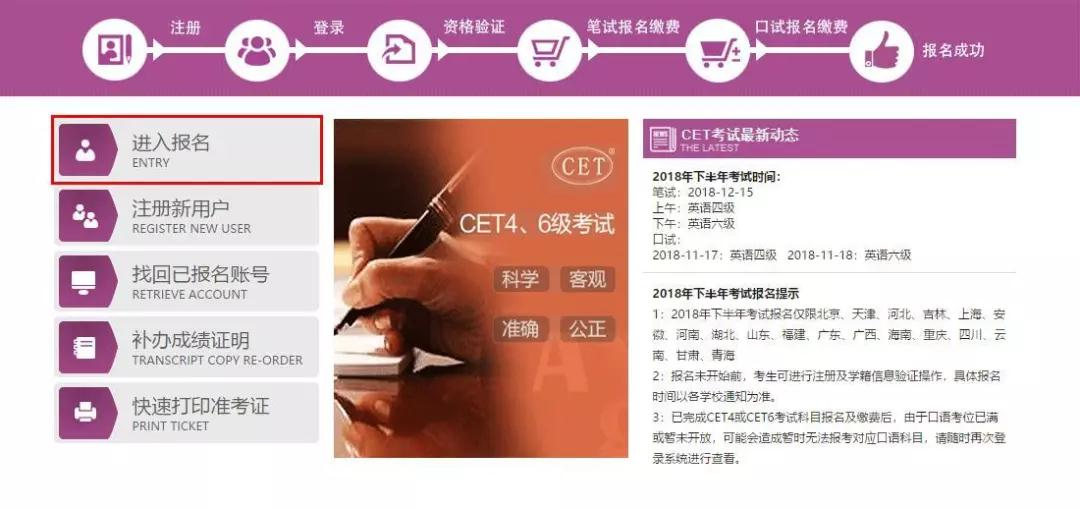 注册
登录
资格验证
笔试报名缴费
口试报名缴费
报名成功
进入报名
ENTRY
注册新用户
REGISTER NEW USER
找回已报名账号
RETRIEVE ACCOUNT
补办成绩证明
TRANSCRIPT COPY RE-ORDER
快速打印准考证
PRINT TICKET
CET®
CET4、6级考试
科学 客观
准确 公正
NEWS
CET考试最新动态
THE LATEST
2018年下半年考试时间：
笔试：2018-12-15
上午：英语四级
下午：英语六级
口试：
2018-11-17：英语四级 2018-11-18：英语六级
2018年下半年考试报名提示
1：2018年下半年考试报名仅限北京、天津、河北、吉林、上海、安
徽、河南、湖北、山东、福建、广东、广西、海南、重庆、四川、云
南、甘肃、青海
2：报名未开始前，考生可进行注册及学籍信息验证操作，具体报名
时间以各学校通知为准。
3：已完成CET4或CET6考试科目报名及缴费后，由于口语考位已满
或暂未开放，可能会造成暂时无法报考对应口语科目，请随时再次登
录系统进行查看。